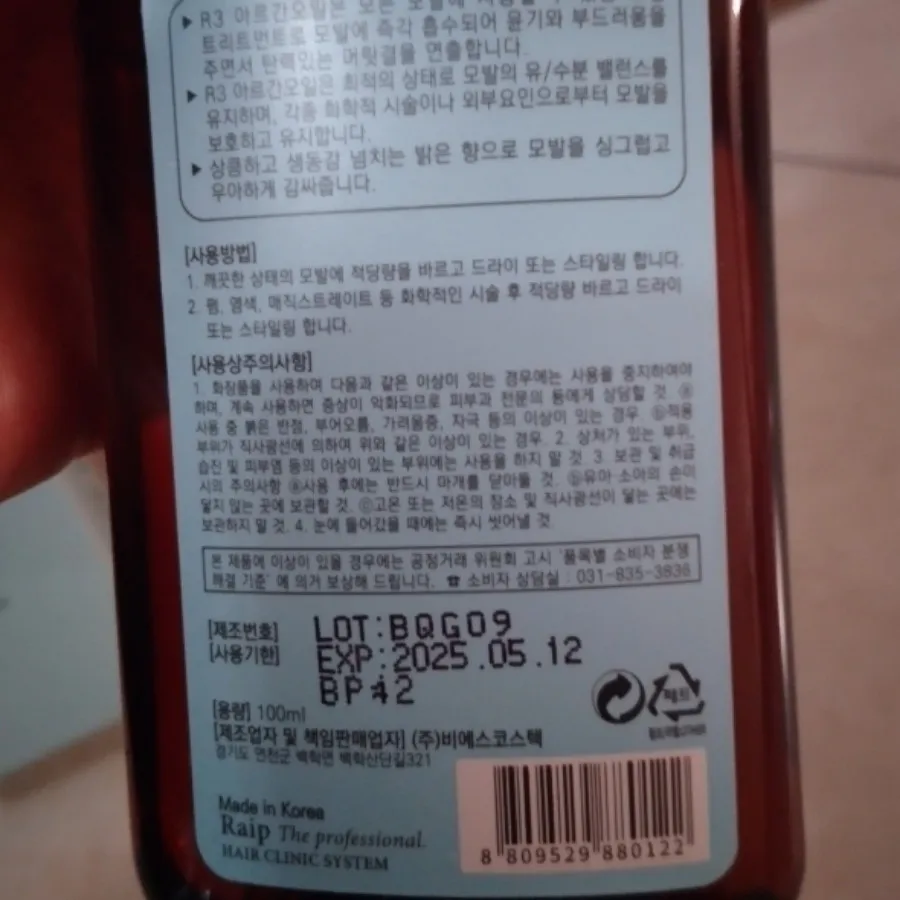 ▶ R3 아르간오일은 모든 모발에
트리트먼트로 모발에 즉각 흡수되어 윤기와 부드러움을
주면서 탄력있는 머릿결을 연출합니다.
▶ R3 아르간오일은 최적의 상태로 모발의 유/수분 밸런스를
유지하며, 각종 화학적 시술이나 외부요인으로부터 모발을
보호하고 유지합니다.
▶ 상큼하고 생동감 넘치는 밝은 향으로 모발을 싱그럽고
우아하게 감싸줍니다.
[사용방법]
1. 깨끗한 상태의 모발에 적당량을 바르고 드라이 또는 스타일링 합니다.
2. 펌, 염색, 매직스트레이트 등 화학적인 시술 후 적당량 바르고 드라이
또는 스타일링 합니다.
[사용상주의사항]
1. 화장품을 사용하여 다음과 같은 이상이 있는 경우에는 사용을 중지하여야
하며, 계속 사용하면 증상이 악화되므로 피부과 전문의 등에게 상담할 것. ⓐ
사용 중 붉은 반점, 부어오름, 가려움증, 자극 등의 이상이 있는 경우 ⓑ적용
부위가 직사광선에 의하여 위와 같은 이상이 있는 경우. 2. 상처가 있는 부위,
습진 및 피부염 등의 이상이 있는 부위에는 사용을 하지 말 것 3. 보관 및 취급
시의 주의사항 ⓐ사용 후에는 반드시 마개를 닫아둘 것. ⓑ유아·소아의 손이
닿지 않는 곳에 보관할 것. ⓒ고온 또는 저온의 장소 및 직사광선이 닿는 곳에는
보관하지 말 것. 4. 눈에 들어갔을 때에는 즉시 씻어낼 것.
본 제품에 이상이 있을 경우에는 공정거래 위원회 고시 '품목별 소비자 분쟁
해결 기준' 에 의거 보상해 드립니다. ☎ 소비자 상담실 : 031-835-3836
[제조번호] LOT:BQG09
[사용기한] EXP:2025.05.12
BP#2
[용량] 100ml
페트
[제조업자 및 책임판매업자] (주)비에스코스텍
경기도 연천군 백학면 백학산단길321
Made in Korea
Raip The professional.
HAIR CLINIC SYSTEM
8 809529 880122